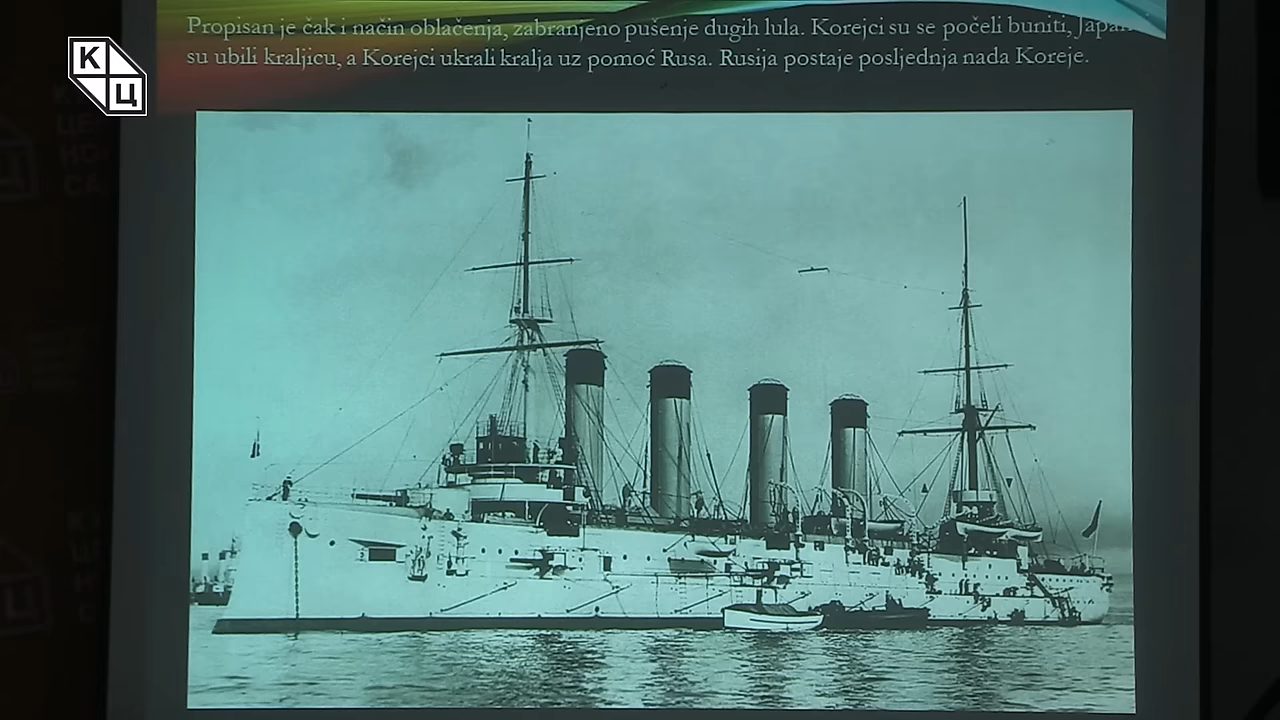 Propisan je čak i način oblačenja, zabranjeno pušenje dugih lula. Korejci su se počeli buniti,
su ubili kraljicu, a Korejci ukrali kralja uz pomoć Rusa. Rusija postaje posljednja nada Koreje.
К
Ц